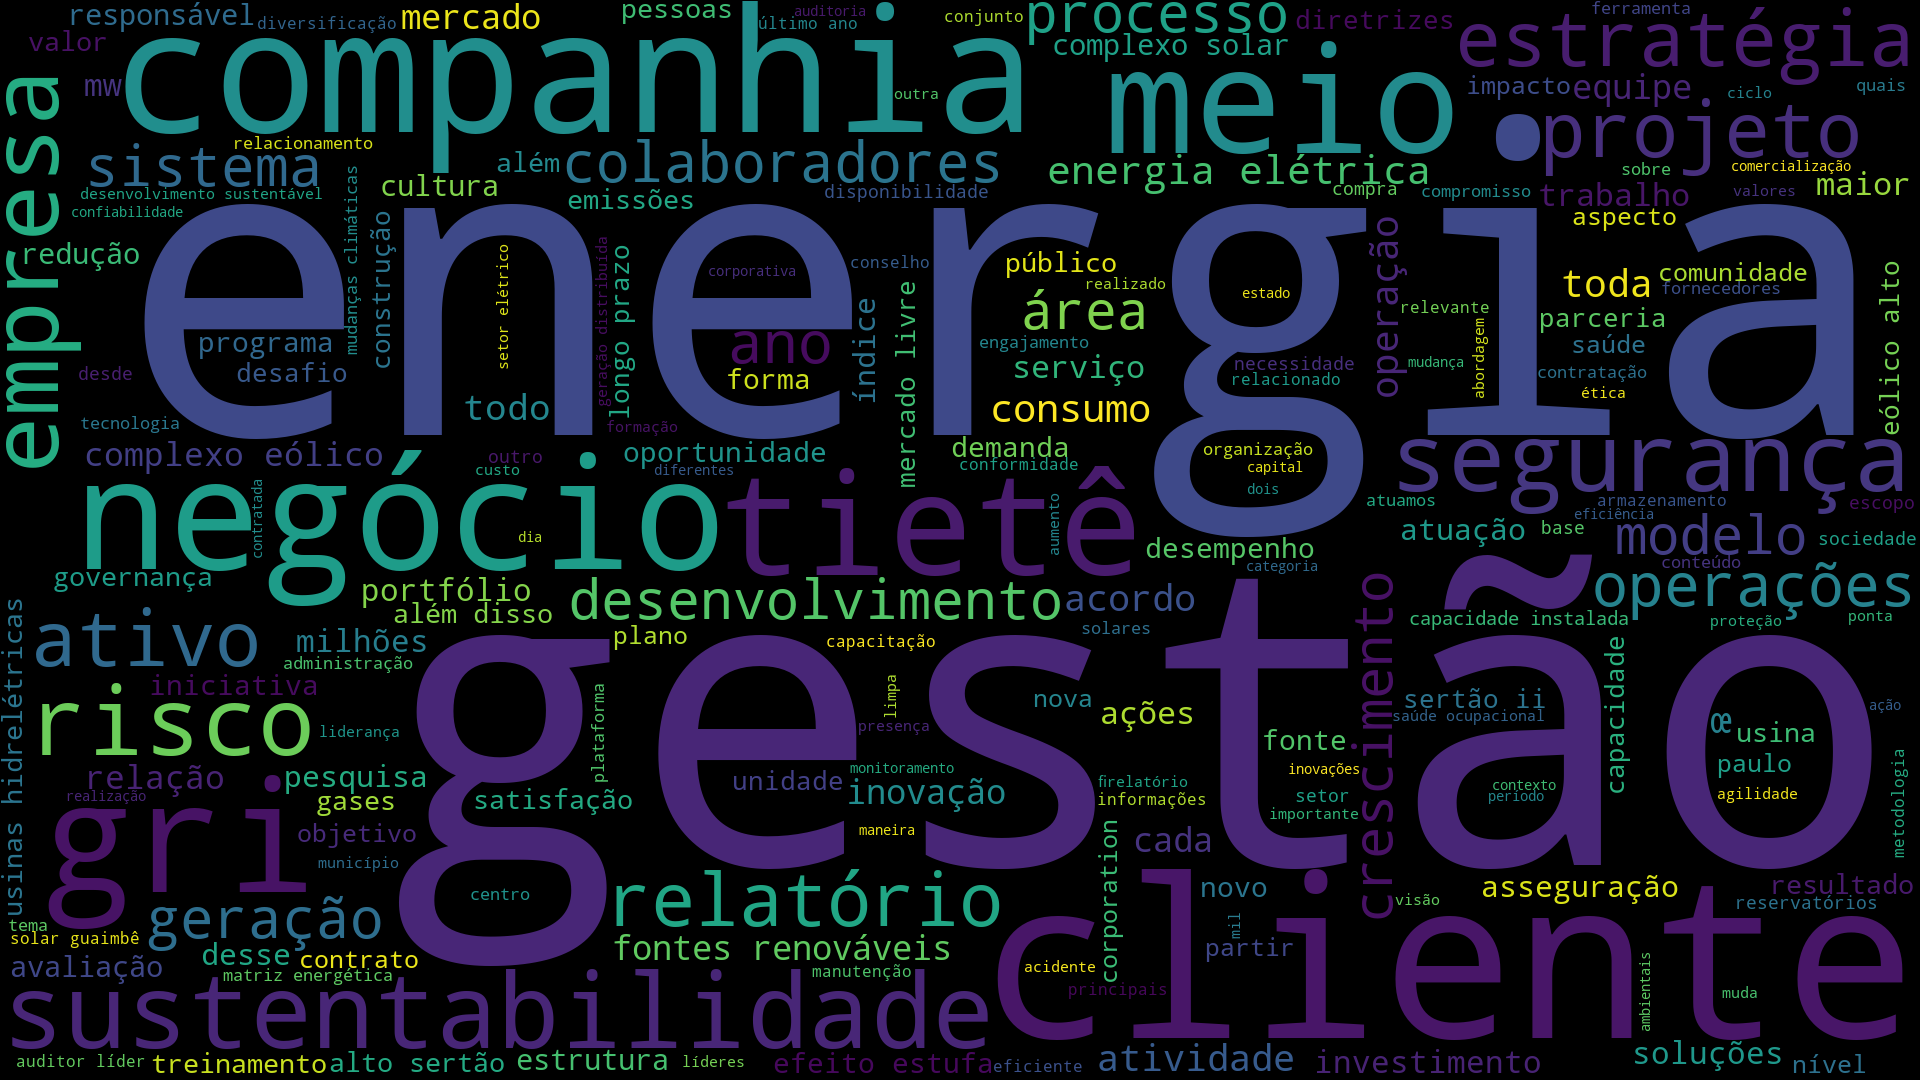 responsável
diversificação
mercado
pessoas
auditoria
último ano
conjunto
processo
diretrizes
ferramenta
estratégia
valor
companhia
complexo solar
meio
mw
outra
impacto
equipe
ciclo
quais
empresa
relacionamento
sistema
além
colaboradores
energia elétrica
•
projeto
sobre
comercialização
desenvolvimento sustentável
mudanças climáticas
cultura
emissões
disponibilidade
compra
compromisso
trabalho
valores
maior
confiabilidade
construção
energia
aspecto
redução
setor elétrico
geração distribuída
longo prazo
corporativa
conselho
público
realizado
estado
operação
toda
comunidade
fornecedores
eólico alto
programa
desafio
ano
índice
mercado livre
área
engajamento
relevante
abordagem
parceria
desde
forma
serviço
necessidade
relacionado
mudança
saúde
contratação
ética
tecnologia
todo
formação
consumo
complexo eólico
outro
custo
oportunidade
diferentes
demanda
conformidade
organização
capital
dois
segurança
negócio
contratada
dia
tietê
aumento
atuamos
armazenamento
eficiência
escopo
atuação
base
modelo
sociedade
governança
portfólio
além disso
desenvolvimento
acordo
desempenho
categoria
crescimento
conteúdo
operações
usinas hidrelétricas
ativo
milhões
administração
plano
capacitação
solares
capacidade instalada
proteção
ponta
gestão
iniciativa
risco
liderança
plataforma
limpa
presença
nova
ações
fonte
sertão ii
saúde ocupacional
capacidade
œ
usina
ação
paulo
relação
realização
pesquisa
gases
satisfação
unidade
monitoramento
inovação
firelatório
informações
inovações
setor
importante
contexto
período
agilidade
metodologia
gri
objetivo
município
maneira
corporation
cada
centro
relatório
cliente
novo
visão
asseguração
resultado
reservatórios
tema
solar guaimbê
geração
desse
contrato
fontes renováveis
mil
partir
avaliação
matriz energética
manutenção
acidente
principais
ambientais
muda
sustentabilidade
auditor líder
treinamento
alto sertão
estrutura
líderes
efeito estufa
eficiente
atividade
investimento
soluções
nível